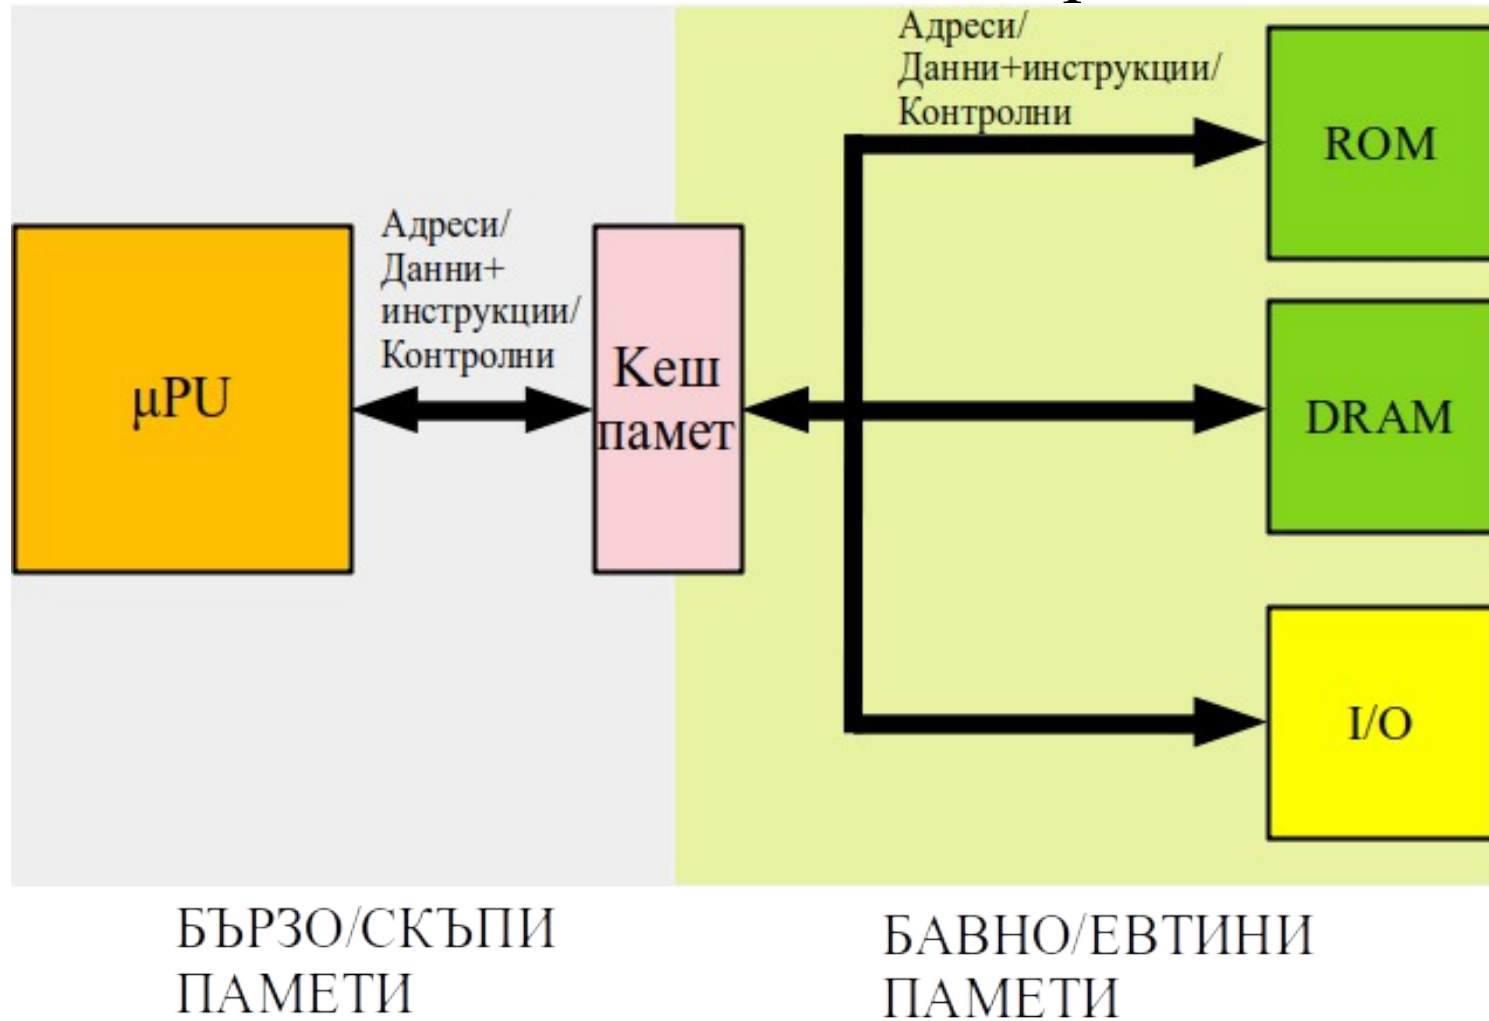 Адреси/
Данни+инструкции/
Контролни
ROM
Адреси/
Данни+
инструкции/
Контролни
μPU
Кеш
памет
DRAM
I/O
БЪРЗО/СКЪПИ
ПАМЕТИ
БАВНО/ЕВТИНИ
ПАМЕТИ